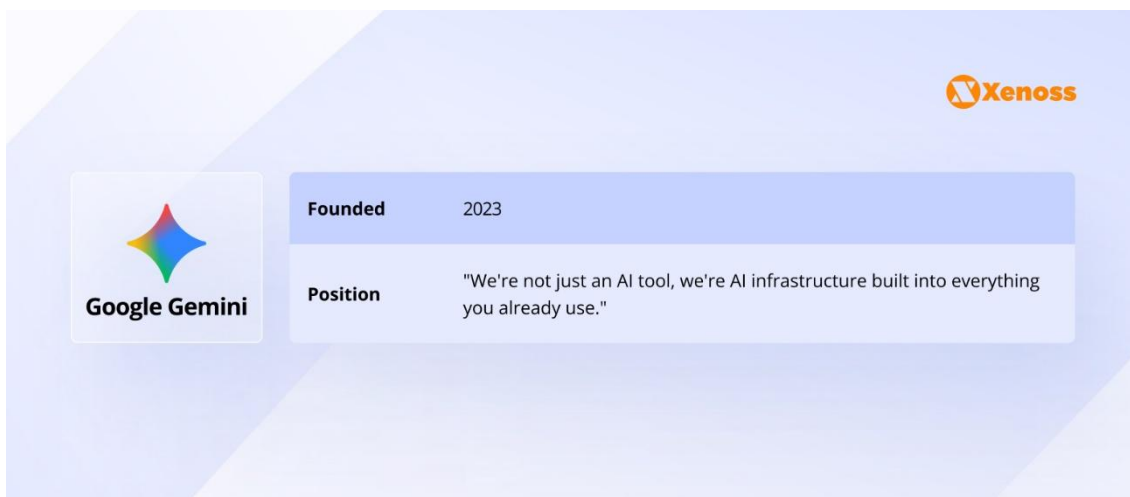 Xenoss
Founded 2023
Google Gemini
Position "We're not just an AI tool, we're AI infrastructure built into everything
you already use."